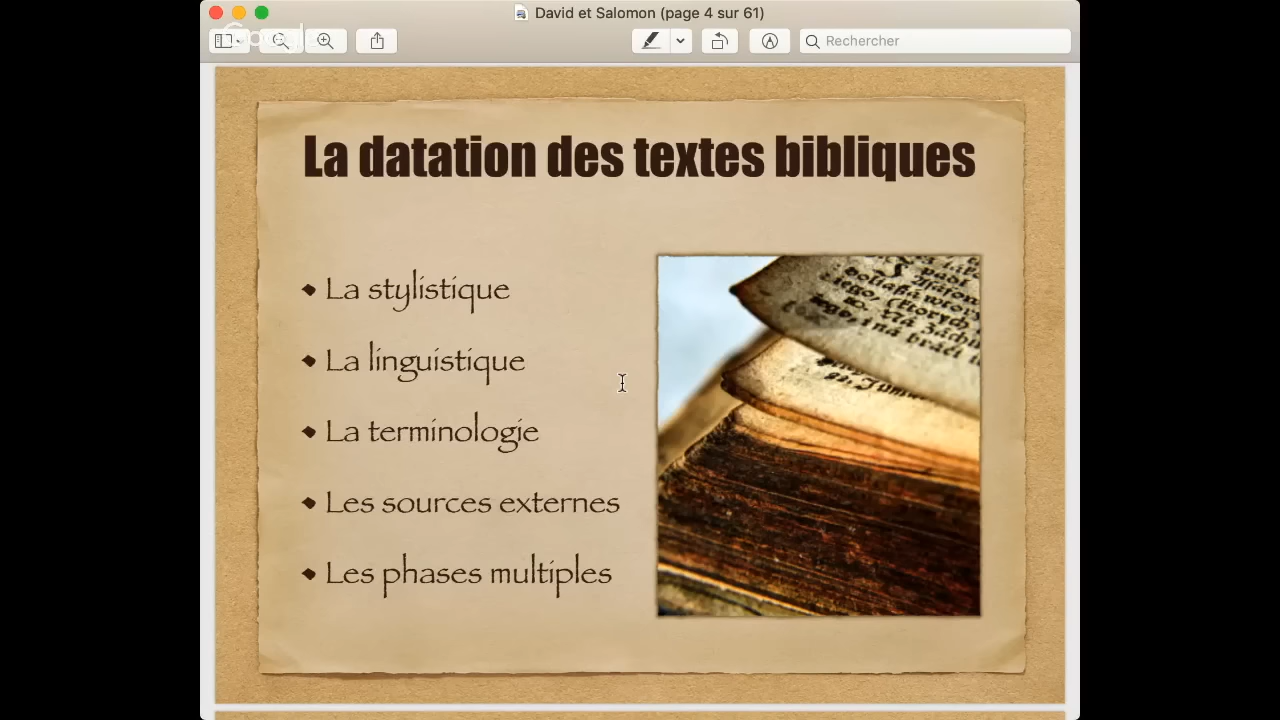 David et Salomon (page 4 sur 61)
Google
Rechercher
La datation des textes bibliques
La stylistique
La linguistique
La terminologie
Les sources externes
Les phases multiples